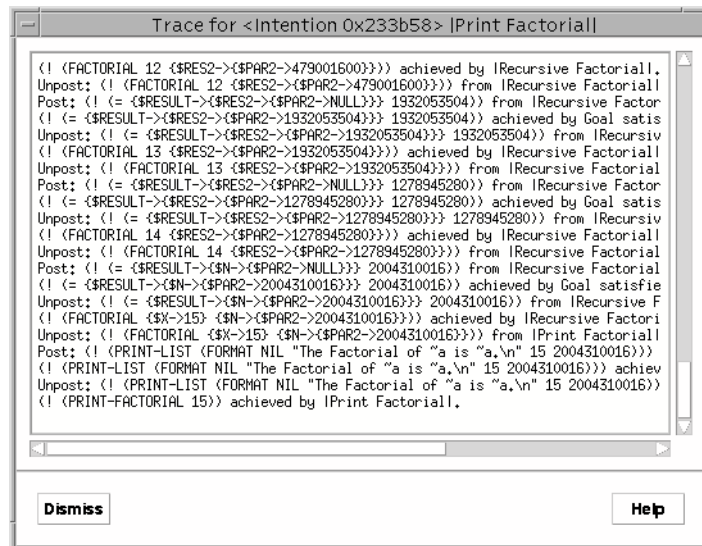 Trace for <Intention 0x233b58> |Print Factorial|
(! (FACTORIAL 12 {$RES2->{$PAR2->479001600}})) achieved by |Recursive Factorial|.
Unpost: (! (FACTORIAL 12 {$RES2->{$PAR2->479001600}})) from |Recursive Factorial|
Post: (! (= {$RESULT->{$RES2->{$PAR2->NULL}}} 1932053504)) from |Recursive Factor
(! (= {$RESULT->{$RES2->{$PAR2->1932053504}}} 1932053504)) achieved by Goal satis
Unpost: (! (= {$RESULT->{$RES2->{$PAR2->1932053504}}} 1932053504)) from |Recursiv
(! (FACTORIAL 13 {$RES2->{$PAR2->1932053504}})) achieved by |Recursive Factorial|
Unpost: (! (FACTORIAL 13 {$RES2->{$PAR2->1932053504}})) from |Recursive Factorial
Post: (! (= {$RESULT->{$RES2->{$PAR2->NULL}}} 1278945280)) from |Recursive Factor
(! (= {$RESULT->{$RES2->{$PAR2->1278945280}}} 1278945280)) achieved by Goal satis
Unpost: (! (= {$RESULT->{$RES2->{$PAR2->1278945280}}} 1278945280)) from |Recursiv
(! (FACTORIAL 14 {$RES2->{$PAR2->1278945280}})) achieved by |Recursive Factorial|
Unpost: (! (FACTORIAL 14 {$RES2->{$PAR2->1278945280}})) from |Recursive Factorial
Post: (! (= {$RESULT->{$N->{$PAR2->NULL}}} 2004310016)) from |Recursive Factorial
(! (= {$RESULT->{$N->{$PAR2->2004310016}}} 2004310016)) achieved by Goal satisfie
Unpost: (! (= {$RESULT->{$N->{$PAR2->2004310016}}} 2004310016)) from |Recursive F
(! (FACTORIAL {$X->15} {$N->{$PAR2->2004310016}})) achieved by |Recursive Factori
Unpost: (! (FACTORIAL {$X->15} {$N->{$PAR2->2004310016}})) from |Print Factorial|
Post: (! (PRINT-LIST (FORMAT NIL "The Factorial of ~a is ~a.\n" 15 2004310016)))
(! (PRINT-LIST (FORMAT NIL "The Factorial of ~a is ~a.\n" 15 2004310016))) achiev
Unpost: (! (PRINT-LIST (FORMAT NIL "The Factorial of ~a is ~a.\n" 15 2004310016))
(! (PRINT-FACTORIAL 15)) achieved by |Print Factorial|.
Dismiss Help